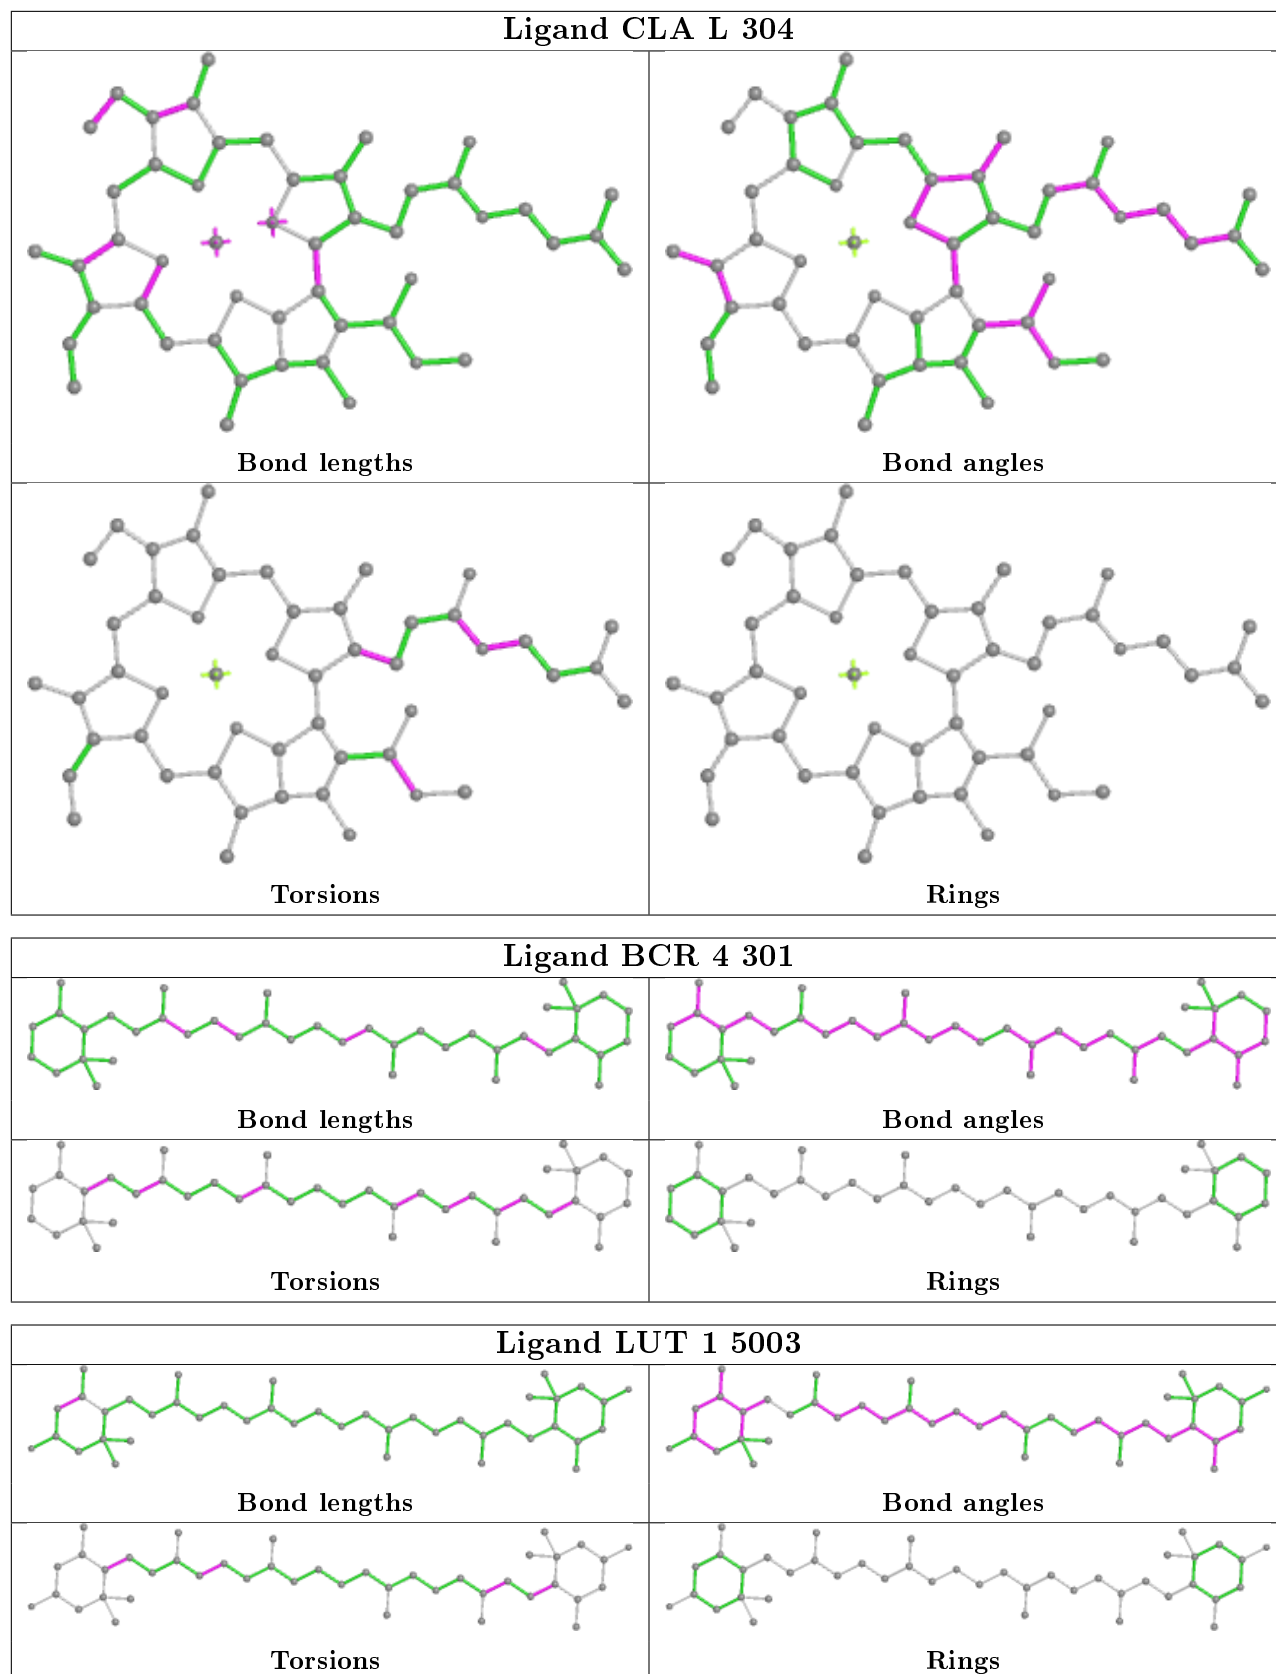 Ligand CLA L 304
Bond lengths
Bond angles
Torsions
Rings
Ligand BCR 4 301
Bond lengths
Bond angles
Torsions
Rings
Ligand LUT 1 5003
Bond lengths
Bond angles
Torsions
Rings